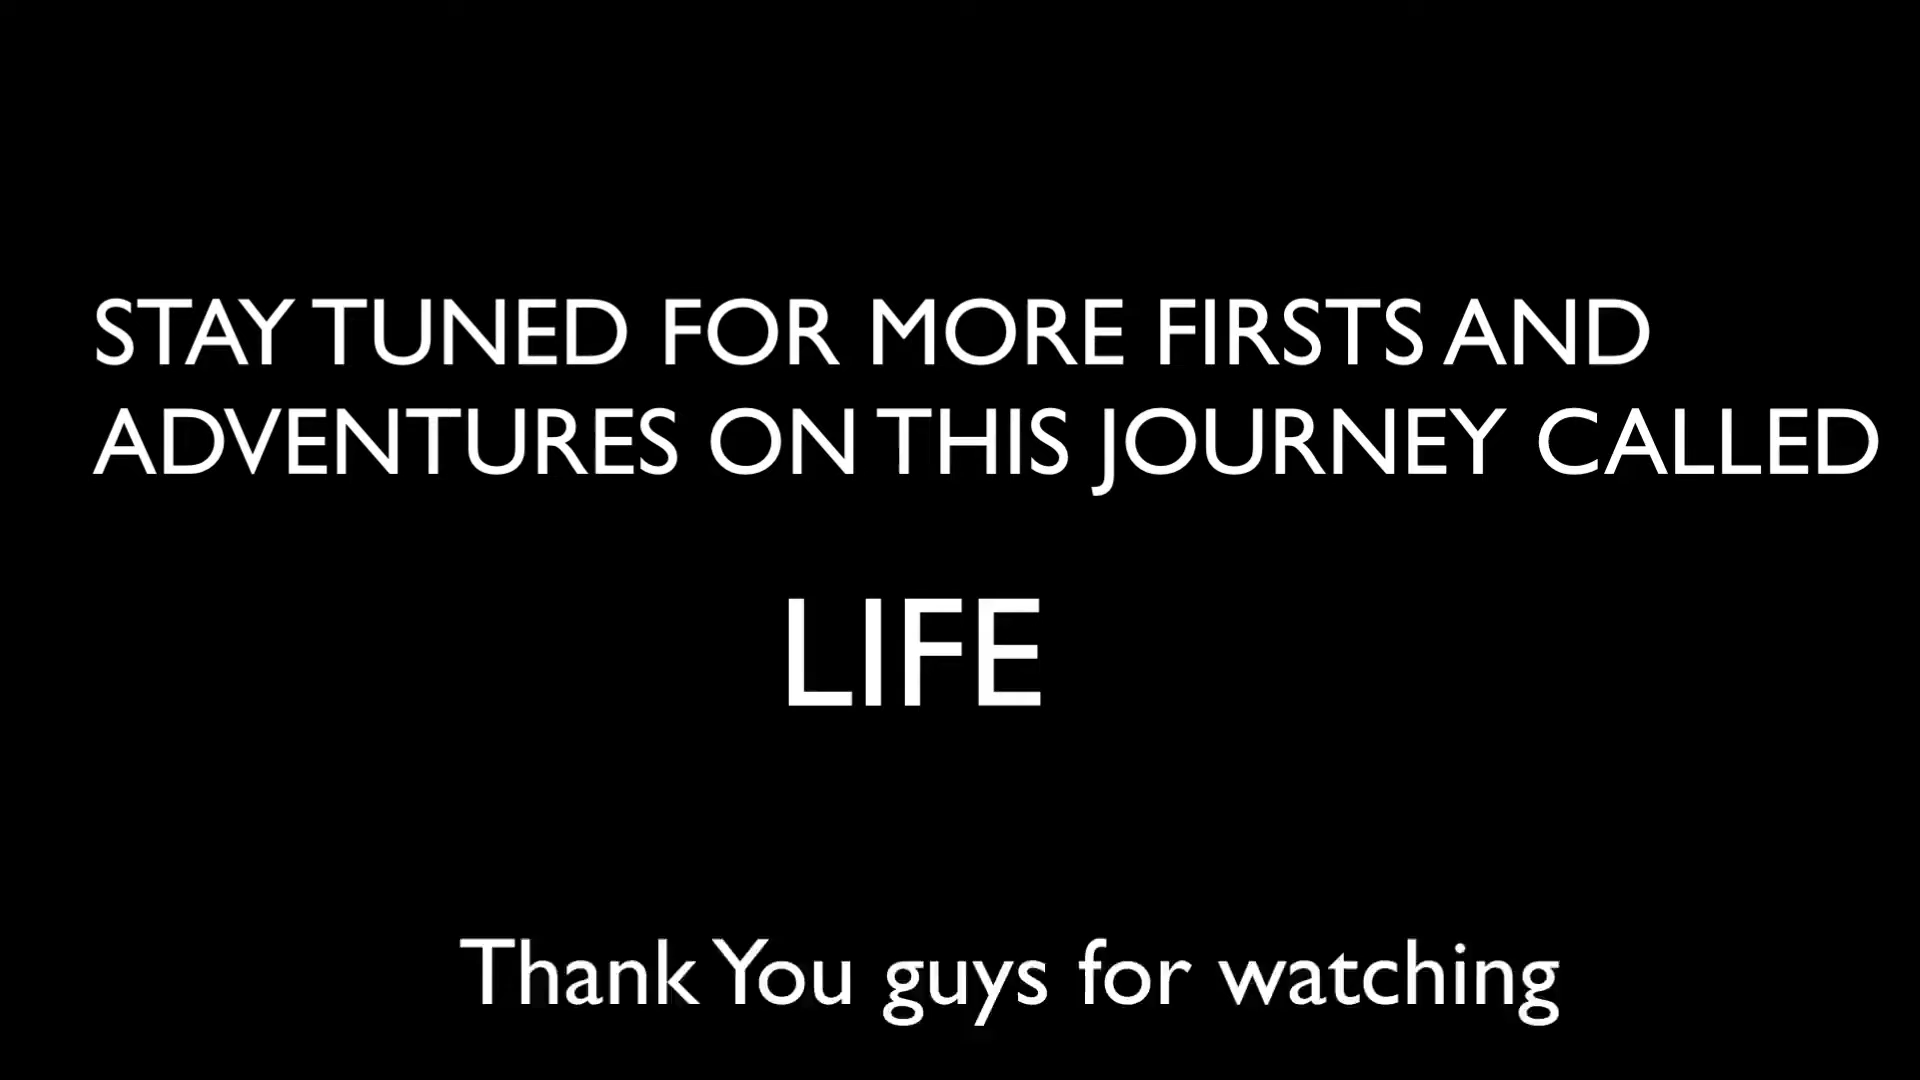 STAY TUNED FOR MORE FIRSTS AND
ADVENTURES ON THIS JOURNEY CALLED
LIFE
Thank You guys for watching